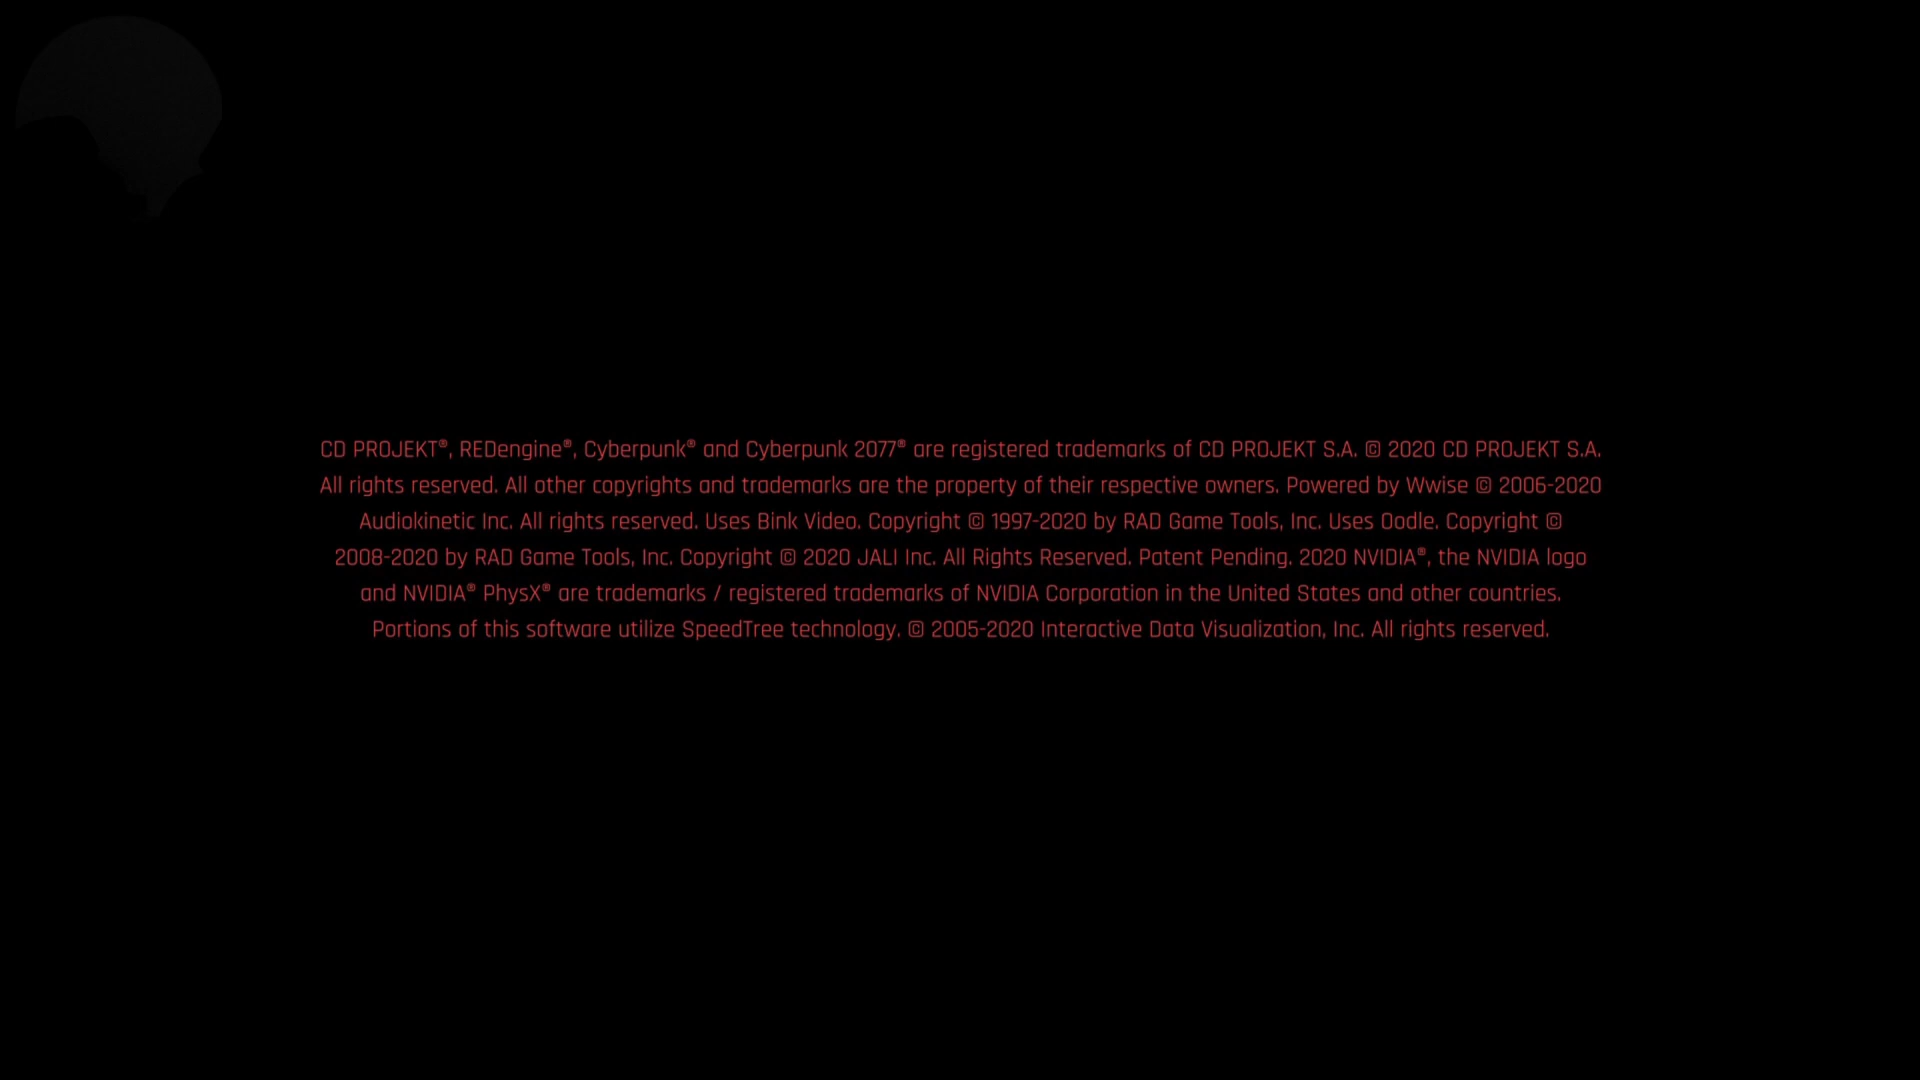 CD PROJEKT®, REDengine®, Cyberpunk® and Cyberpunk 2077® are registered trademarks of CD PROJEKT S.A. © 2020 CD PROJEKT S.A.
All rights reserved. All other copyrights and trademarks are the property of their respective owners. Powered by Wwise © 2006-2020
Audiokinetic Inc. All rights reserved. Uses Bink Video. Copyright © 1997-2020 by RAD Game Tools, Inc. Uses Oodle. Copyright ©
2008-2020 by RAD Game Tools, Inc. Copyright © 2020 JALI Inc. All Rights Reserved. Patent Pending. 2020 NVIDIA®, the NVIDIA logo
and NVIDIA® PhysX® are trademarks / registered trademarks of NVIDIA Corporation in the United States and other countries.
Portions of this software utilize SpeedTree technology. © 2005-2020 Interactive Data Visualization, Inc. All rights reserved.